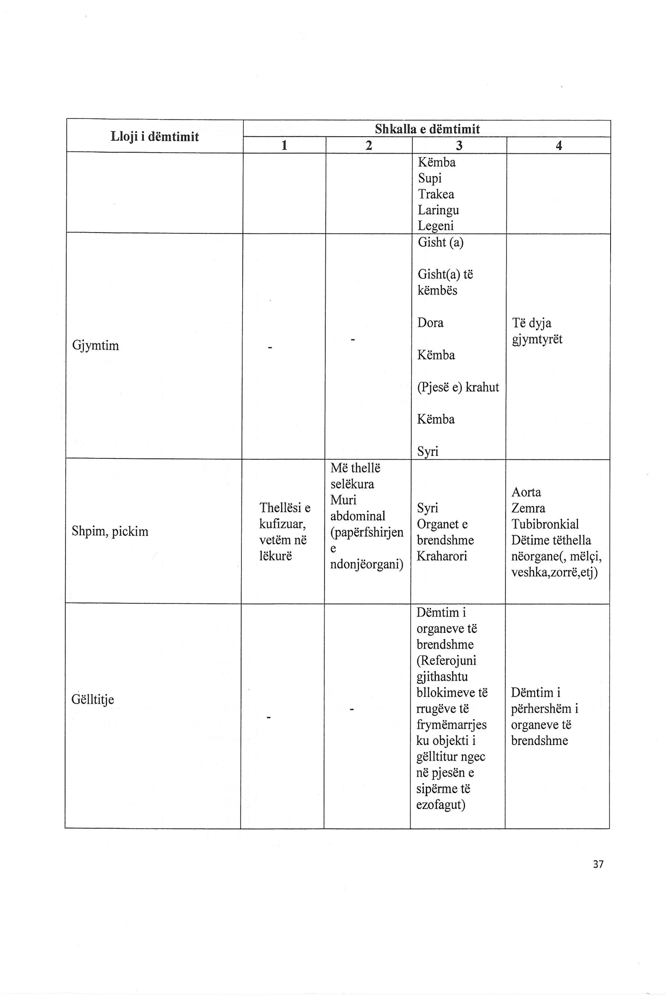 Lloji i dëmtimit
Shkalla e dëmtimit
1 2 3 4
Këmba
Supi
Trakea
Laringu
Legeni
Gjymtim
-
-
Gisht (a)
Gisht(a) të
këmbës
Dora
Këmba
(Pjesë e) krahut
Këmba
Syri
Të dyja
gjymtyrët
Shpim, pickim
Thellësi e
kufizuar,
vetëm në
lëkurë
Më thellë
selëkura
Muri
abdominal
(papërfshirjen
e
ndonjëorgani)
Syri
Organet e
brendshme
Kraharori
Aorta
Zemra
Tubibronkial
Dëtime tëthella
nëorgane(, mëlçi,
veshka,zorrë,etj)
Gëlltitje
-
-
Dëmtim i
organeve të
brendshme
(Referojuni
gjithashtu
bllokimeve të
rrugëve të
frymëmarrjes
ku objekti i
gëlltitur ngec
në pjesën e
sipërme të
ezofagut)
Dëmtim i
përhershëm i
organeve të
brendshme
37